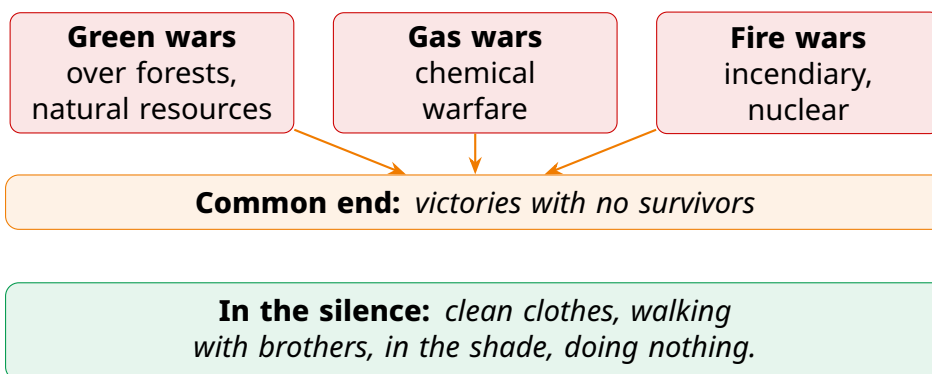 Green wars
over forests,
natural resources
Gas wars
chemical
warfare
Fire wars
incendiary,
nuclear
Common end: victories with no survivors
In the silence: clean clothes, walking
with brothers, in the shade, doing nothing.